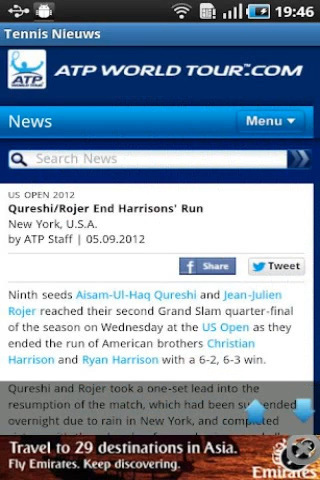 19:46
Tennis Nieuws
ATP
ATP WORLD TOUR™.COM
News
Menu
Search News
US OPEN 2012
Qureshi/Rojer End Harrisons' Run
New York, U.S.A.
by ATP Staff | 05.09.2012
Share
Tweet
Ninth seeds Aisam-Ul-Haq Qureshi and Jean-Julien
Rojer reached their second Grand Slam quarter-final
of the season on Wednesday at the US Open as they
ended the run of American brothers Christian
Harrison and Ryan Harrison with a 6-2, 6-3 win.
Qureshi and Rojer took a one-set lead into the
resumption of the match, which had been suspended
overnight due to rain in New York, and completed
Travel to 29 destinations in Asia.
Fly Emirates. Keep discovering.
Emirates